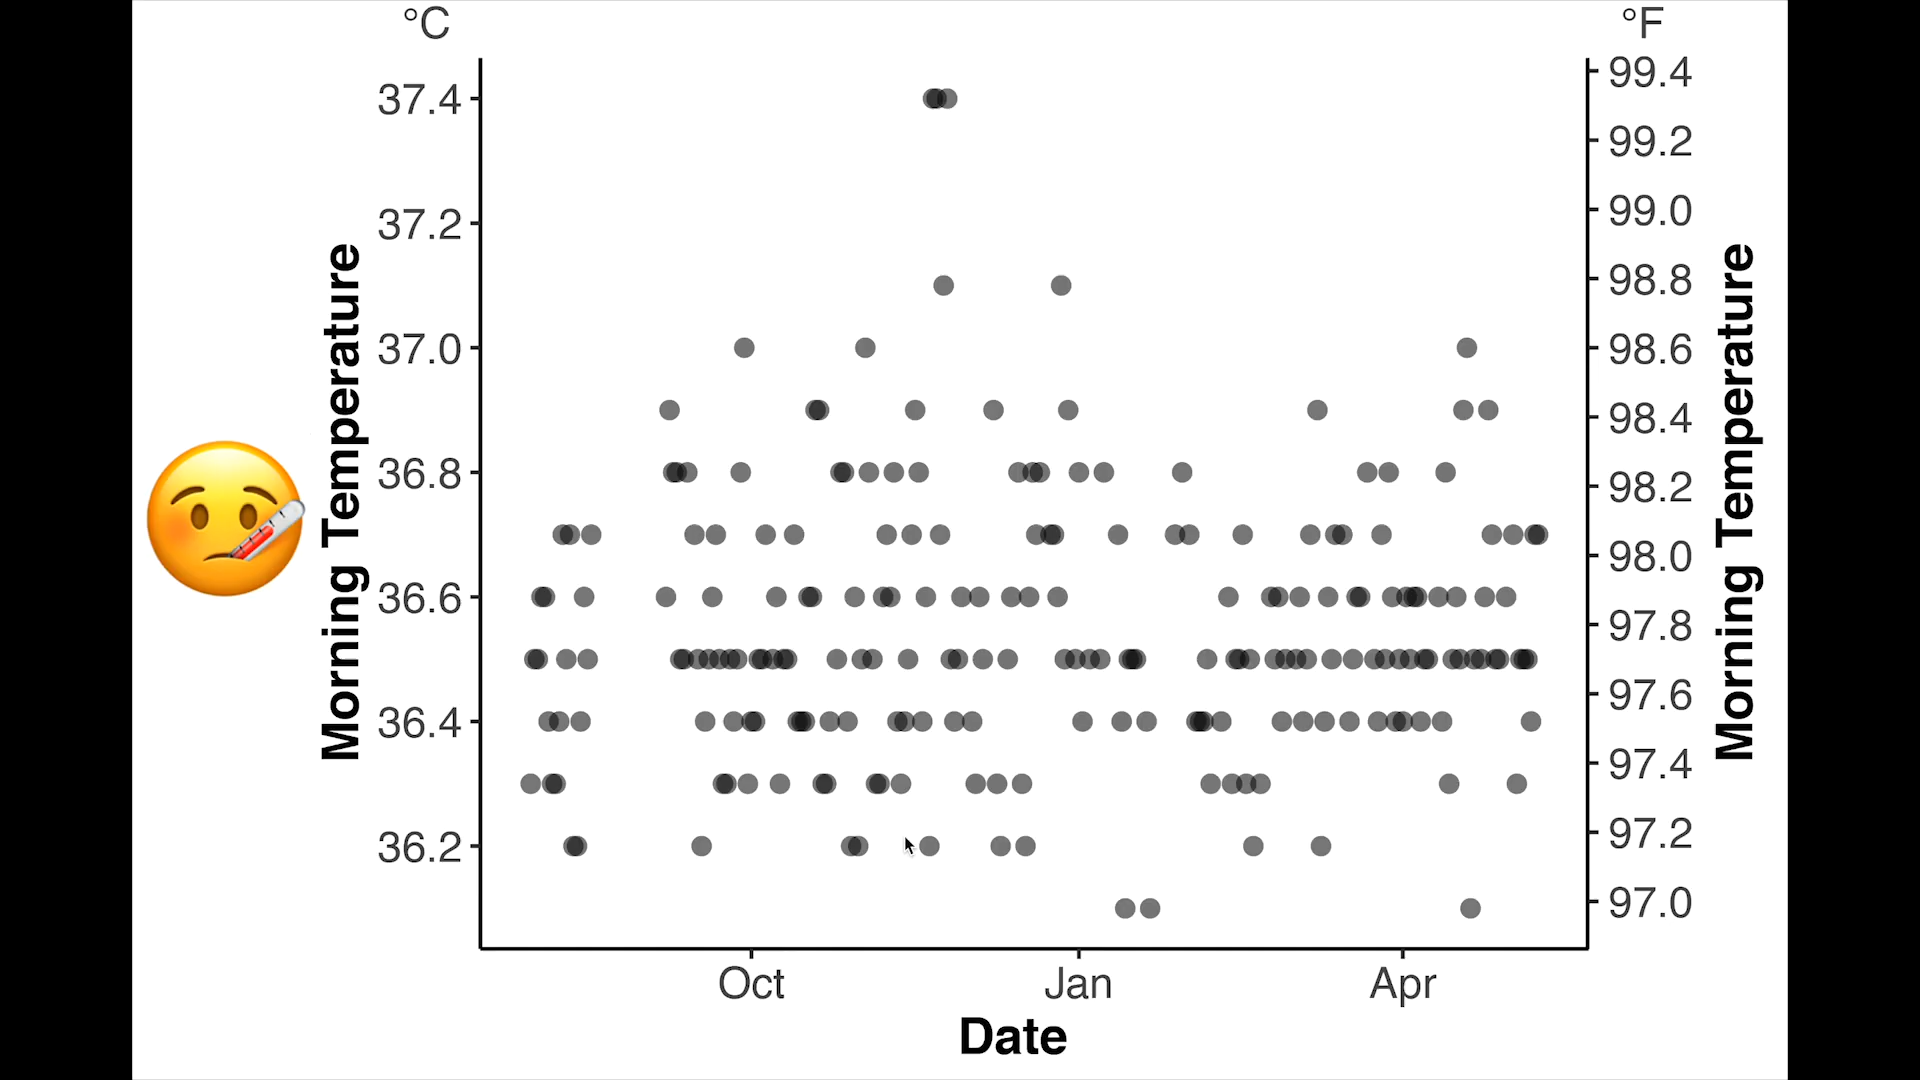 °C
°F
37.4
37.2
37.0
36.8
36.6
36.4
36.2
Morning Temperature
99.4
99.2
99.0
98.8
98.6
98.4
98.2
98.0
97.8
97.6
97.4
97.2
97.0
Morning Temperature
Oct
Jan
Apr
Date